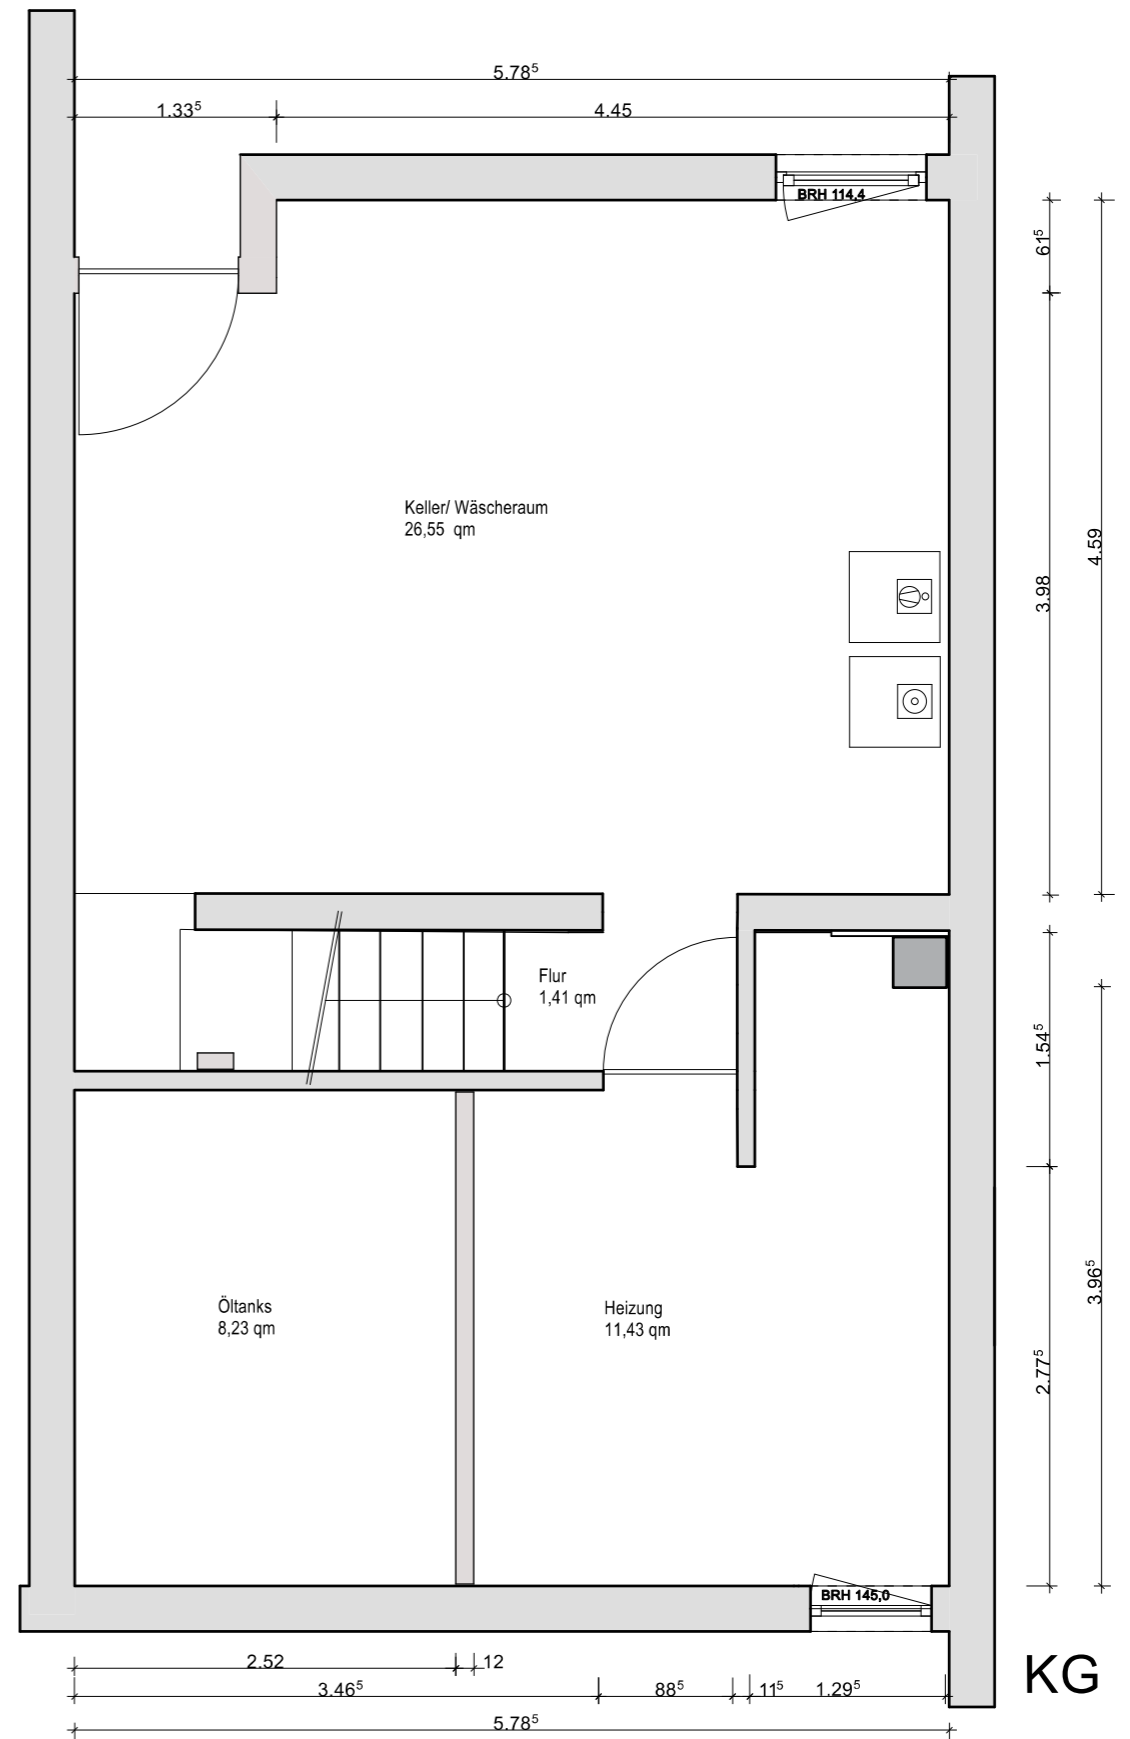 5.78⁵
1.33⁵
4.45
BRH 114,4
61⁵
Keller/ Wäscheraum
26,55 qm
4.59
3.98
Flur
1,41 qm
1.54⁵
3.96⁵
Öltanks
8,23 qm
Heizung
11,43 qm
2.77⁵
BRH 145,0
2.52
12
KG
3.46⁵
88⁵
11⁵
1.29⁵
5.78⁵